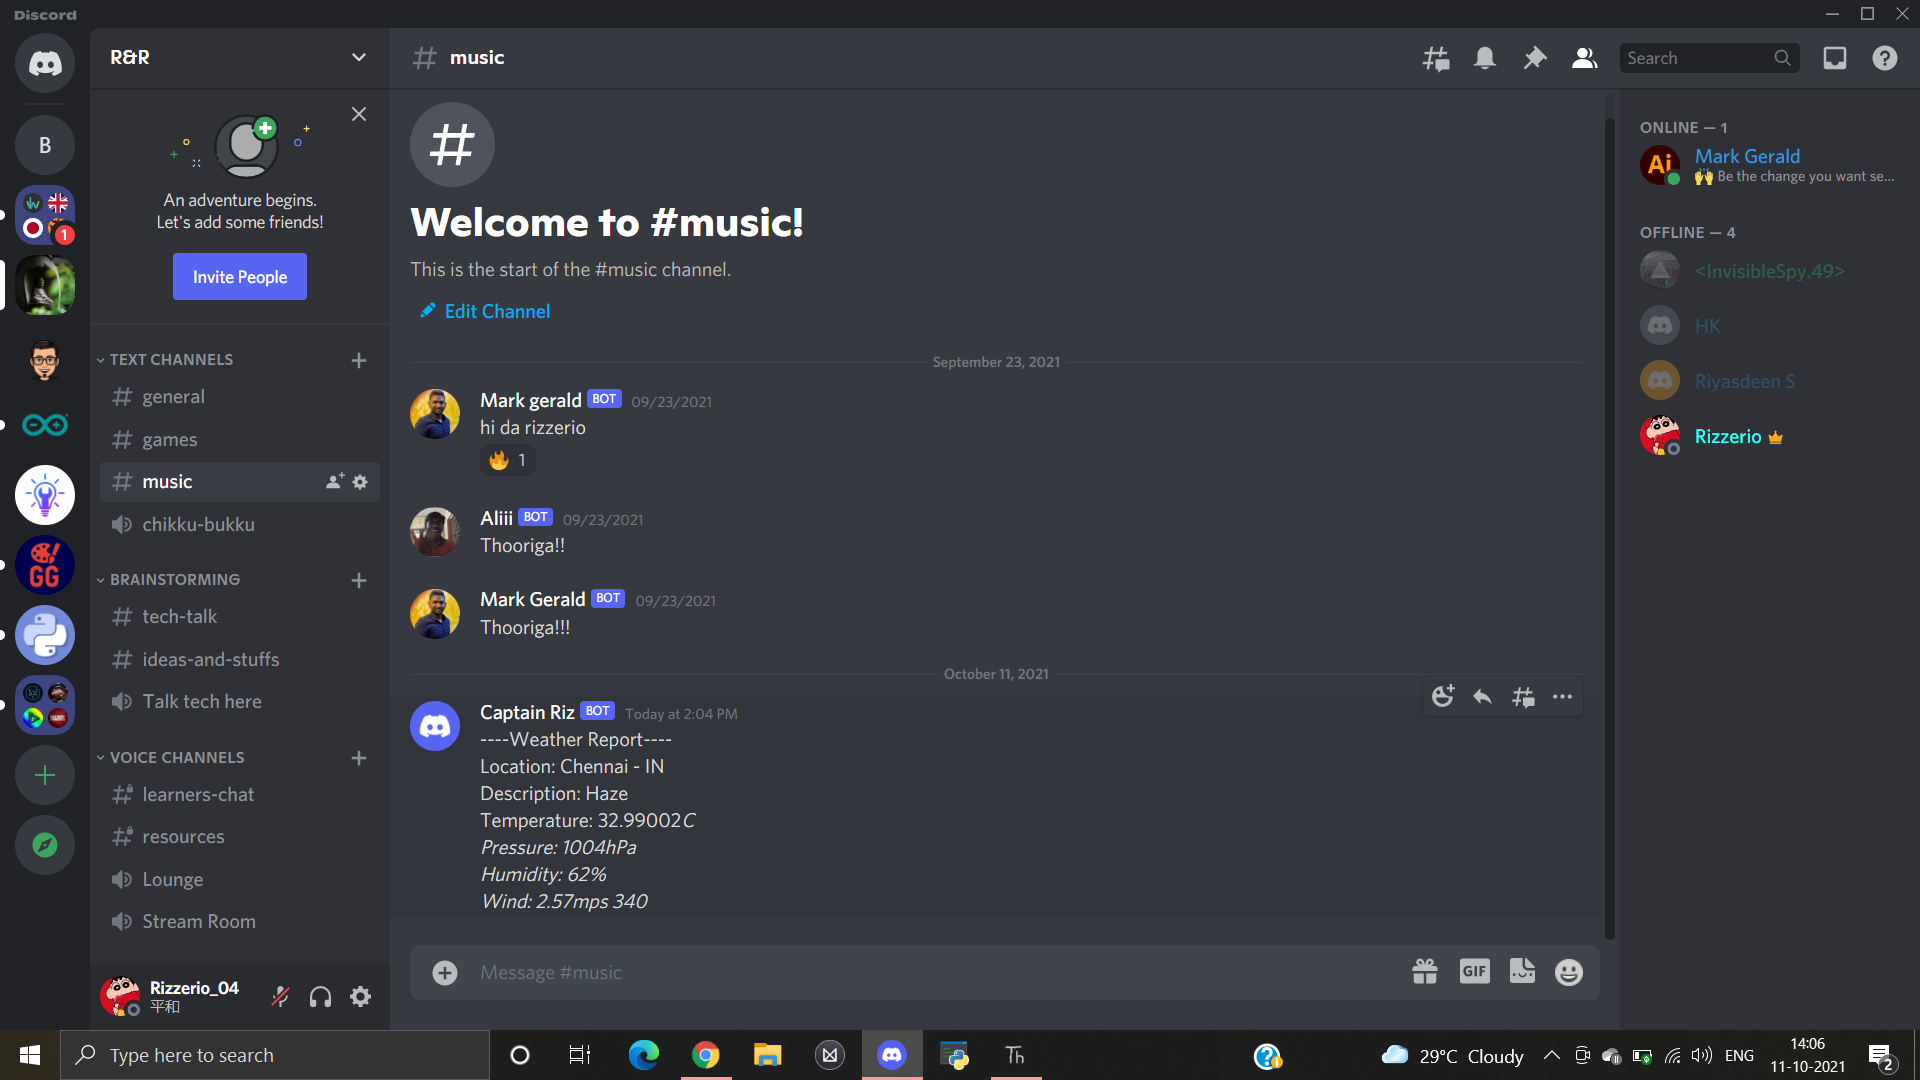 Discord
R&R
music
Search
B
1
An adventure begins.
Let's add some friends!
Invite People
TEXT CHANNELS
general
games
music
chikku-bukku
BRAINSTORMING
tech-talk
ideas-and-stuffs
Talk tech here
VOICE CHANNELS
learners-chat
resources
Lounge
Stream Room
GG
Rizzerio_04
平和
#
Welcome to #music!
This is the start of the #music channel.
Edit Channel
September 23, 2021
Mark gerald BOT 09/23/2021
hi da rizzerio
🔥 1
Aliii BOT 09/23/2021
Thooriga!!
Mark Gerald BOT 09/23/2021
Thooriga!!!
October 11, 2021
Captain Riz BOT Today at 2:04 PM
----Weather Report----
Location: Chennai - IN
Description: Haze
Temperature: 32.99002C
Pressure: 1004hPa
Humidity: 62%
Wind: 2.57mps 340
Message #music
GIF
ONLINE — 1
Ai
Mark Gerald
🙌 Be the change you want se...
OFFLINE — 4
<InvisibleSpy.49>
HK
Riyasdeen S
Rizzerio
Type here to search
Th
29°C Cloudy
ENG
14:06
11-10-2021
2